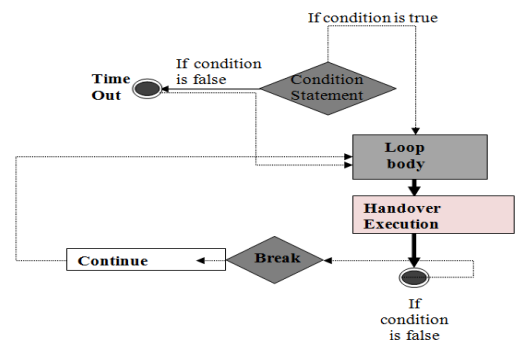 If condition is true
If condition
is false
Time
Out
Condition
Statement
Loop
body
Handover
Execution
Break
Continue
If
condition
is false